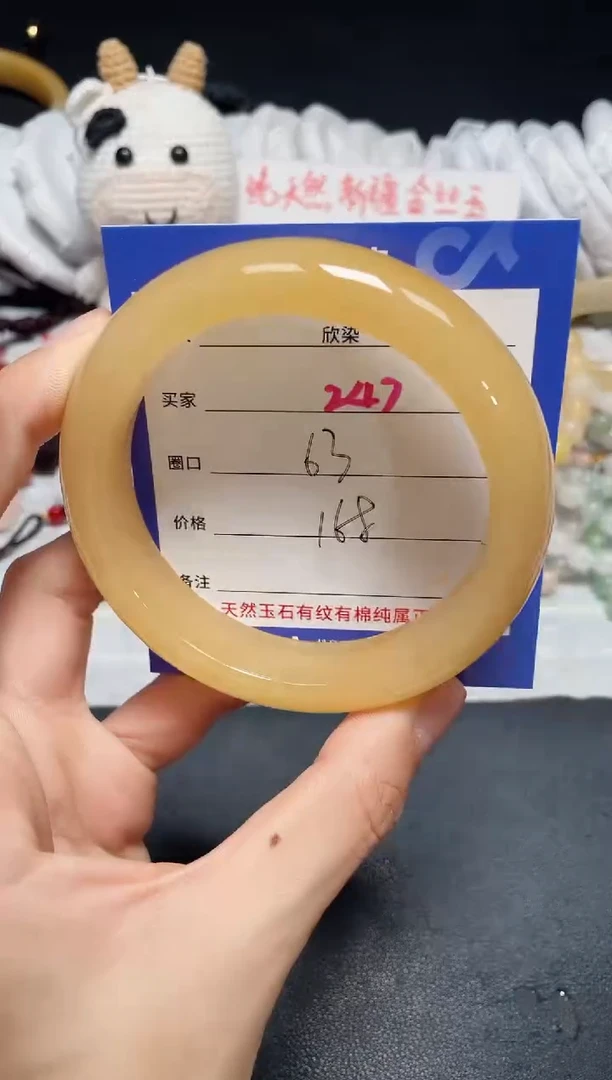 纯天然新疆金丝玉
欣染
买家 247
圈口 63
价格 168
备注
天然玉石有纹有棉纯属正